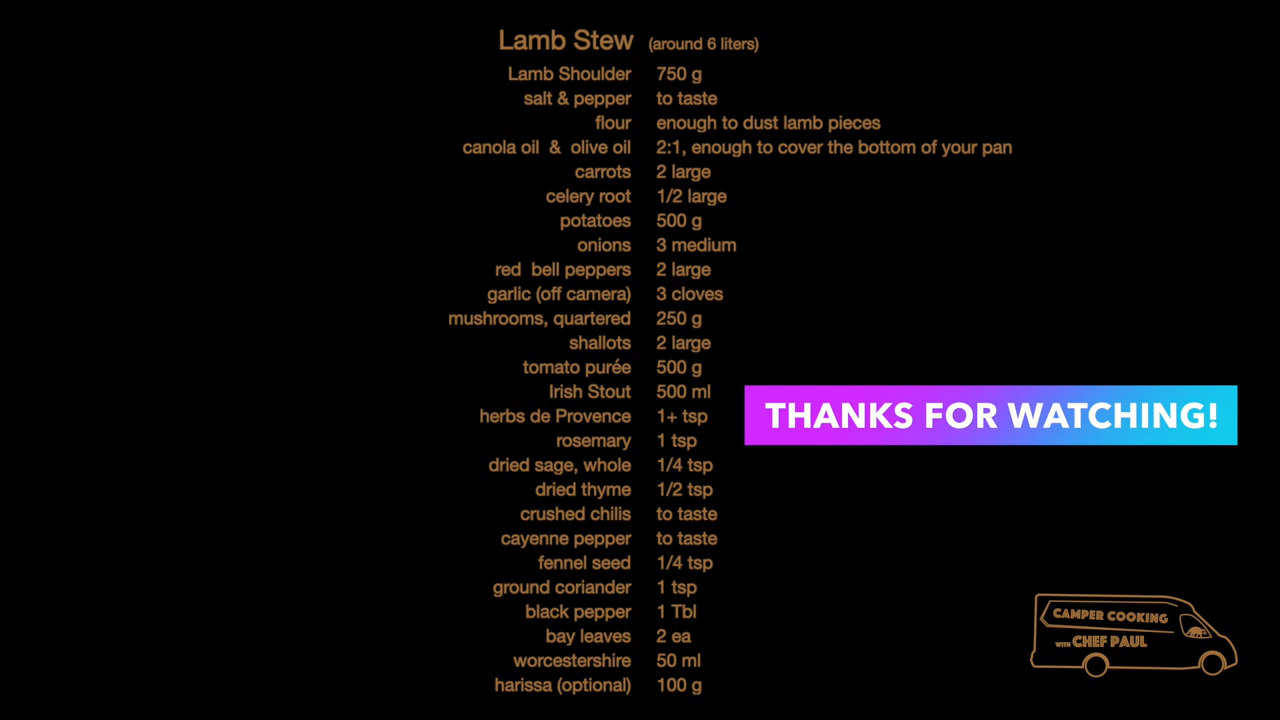 Lamb Stew (around 6 liters)
Lamb Shoulder 750 g
salt & pepper to taste
flour enough to dust lamb pieces
canola oil & olive oil 2:1, enough to cover the bottom of your pan
carrots 2 large
celery root 1/2 large
potatoes 500 g
onions 3 medium
red bell peppers 2 large
garlic (off camera) 3 cloves
mushrooms, quartered 250 g
shallots 2 large
tomato purée 500 g
Irish Stout 500 ml
herbs de Provence 1+ tsp
THANKS FOR WATCHING!
rosemary 1 tsp
dried sage, whole 1/4 tsp
dried thyme 1/2 tsp
crushed chilis to taste
cayenne pepper to taste
fennel seed 1/4 tsp
ground coriander 1 tsp
black pepper 1 Tbl
bay leaves 2 ea
worcestershire 50 ml
harissa (optional) 100 g
CAMPER COOKING
WITH CHEF PAUL